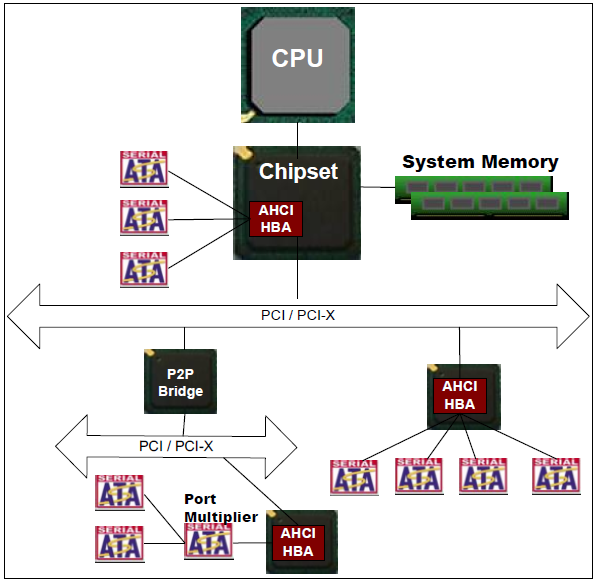 CPU
Chipset
System Memory
SERIAL
ATA
SERIAL
ATA
SERIAL
ATA
AHCI
HBA
PCI / PCI-X
P2P
Bridge
AHCI
HBA
PCI / PCI-X
SERIAL
ATA
SERIAL
ATA
SERIAL
ATA
SERIAL
ATA
SERIAL
ATA
SERIAL
ATA
Port
Multiplier
SERIAL
ATA
AHCI
HBA